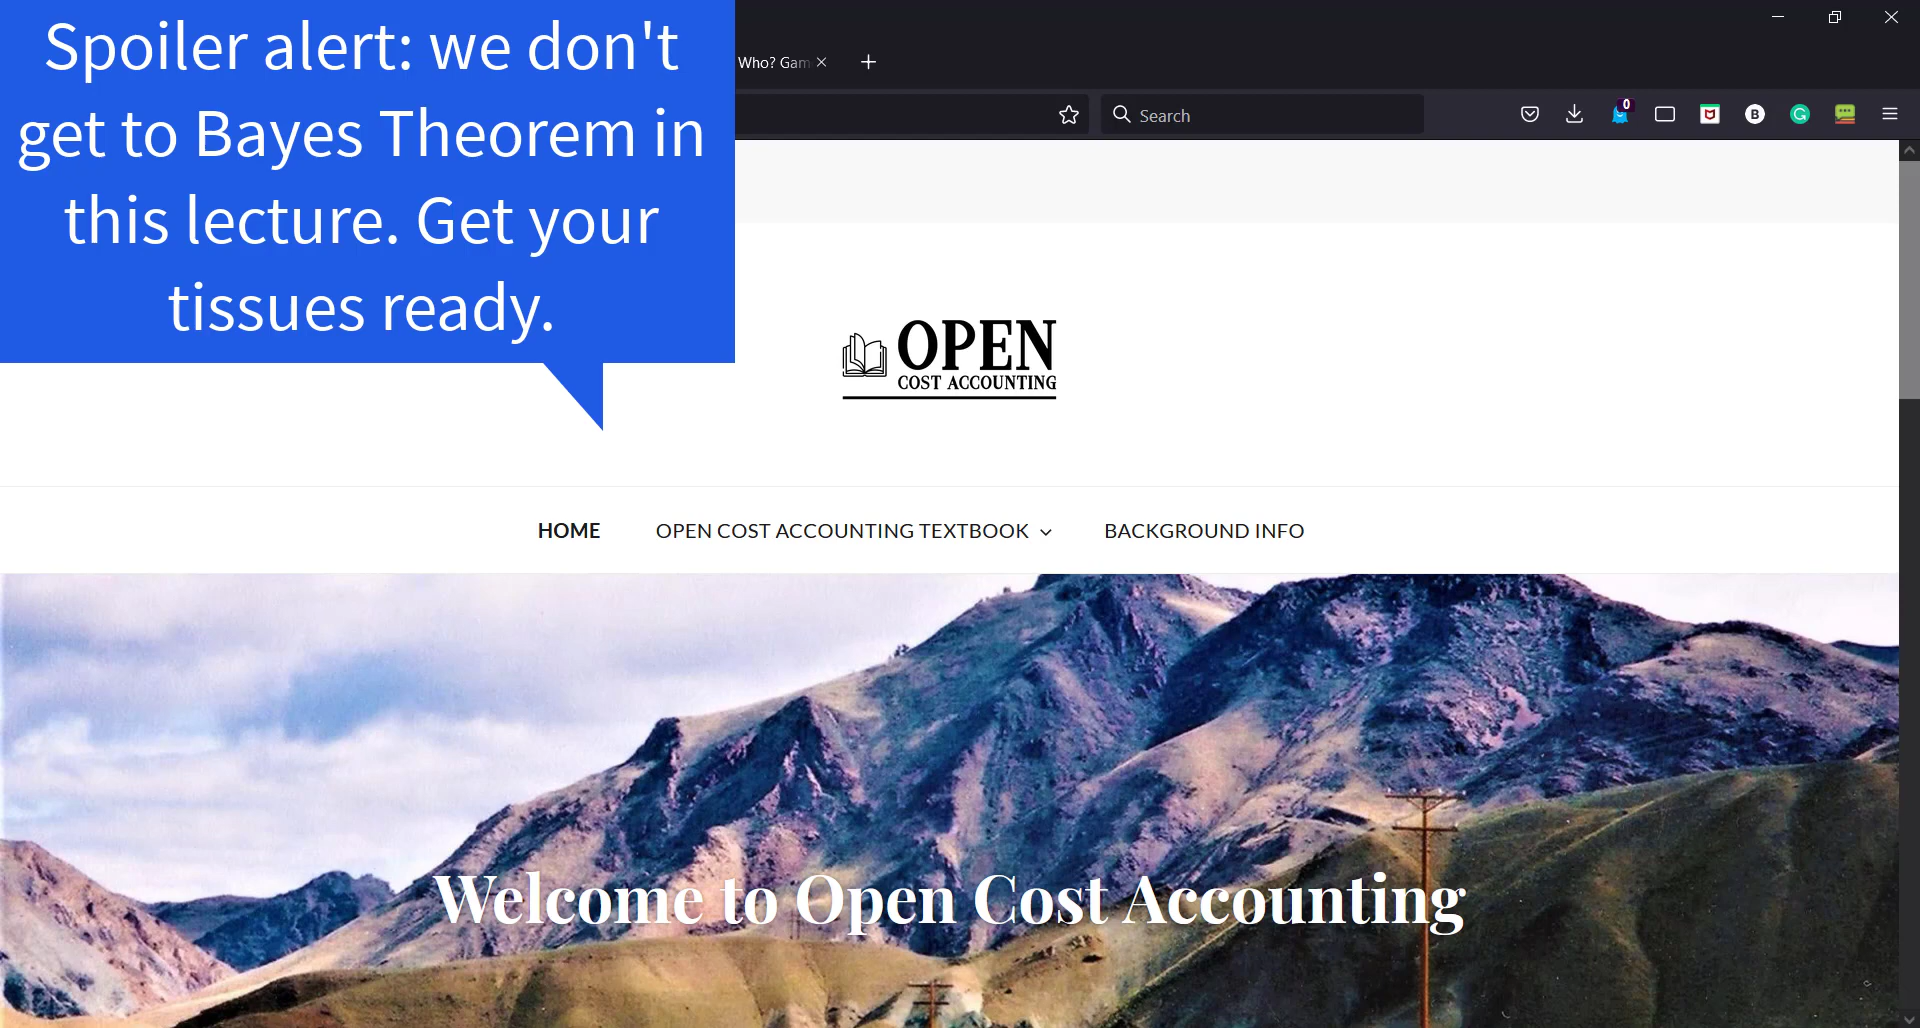 Spoiler alert: we don't
get to Bayes Theorem in
this lecture. Get your
tissues ready.
Who? Gam
Search
0
B
OPEN
COST ACCOUNTING
HOME OPEN COST ACCOUNTING TEXTBOOK BACKGROUND INFO
Welcome to Open Cost Accounting